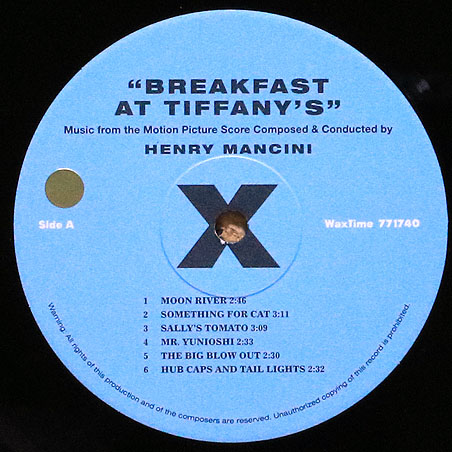 “BREAKFAST
AT TIFFANY’S”
Music from the Motion Picture Score Composed & Conducted by
HENRY MANCINI
X
Side A
WaxTime 771740
1 MOON RIVER 2:46
2 SOMETHING FOR CAT 3:11
3 SALLY'S TOMATO 3:09
4 MR. YUNIOSHI 2:33
5 THE BIG BLOW OUT 2:30
6 HUB CAPS AND TAIL LIGHTS 2:32
Warning: All rights of this production and of the composers are reserved. Unauthorized copying of this record is prohibited.